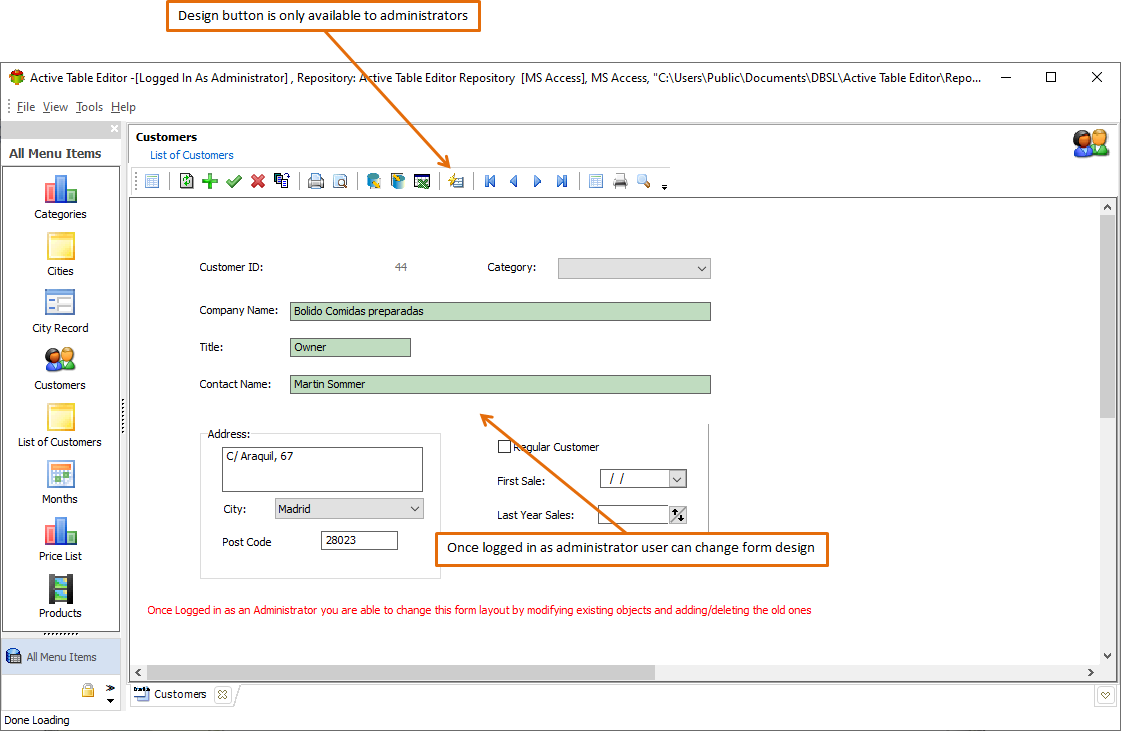 Design button is only available to administrators
Active Table Editor -[Logged In As Administrator] , Repository: Active Table Editor Repository  [MS Access], MS Access, "C:\Users\Public\Documents\DBSL\Active Table Editor\Repo...
File View Tools Help
All Menu Items
Customers
List of Customers
Categories
Cities
City Record
Customers
List of Customers
Months
Price List
Products
All Menu Items
Customer ID: 44 Category:
Company Name: Bolido Comidas preparadas
Title: Owner
Contact Name: Martin Sommer
Address:
C/ Araquil, 67
City: Madrid
Post Code 28023
Regular Customer
First Sale: / /
Last Year Sales:
Once logged in as administrator user can change form design
Once Logged in as an Administrator you are able to change this form layout by modifying existing objects and adding/deleting the old ones
Customers
Done Loading